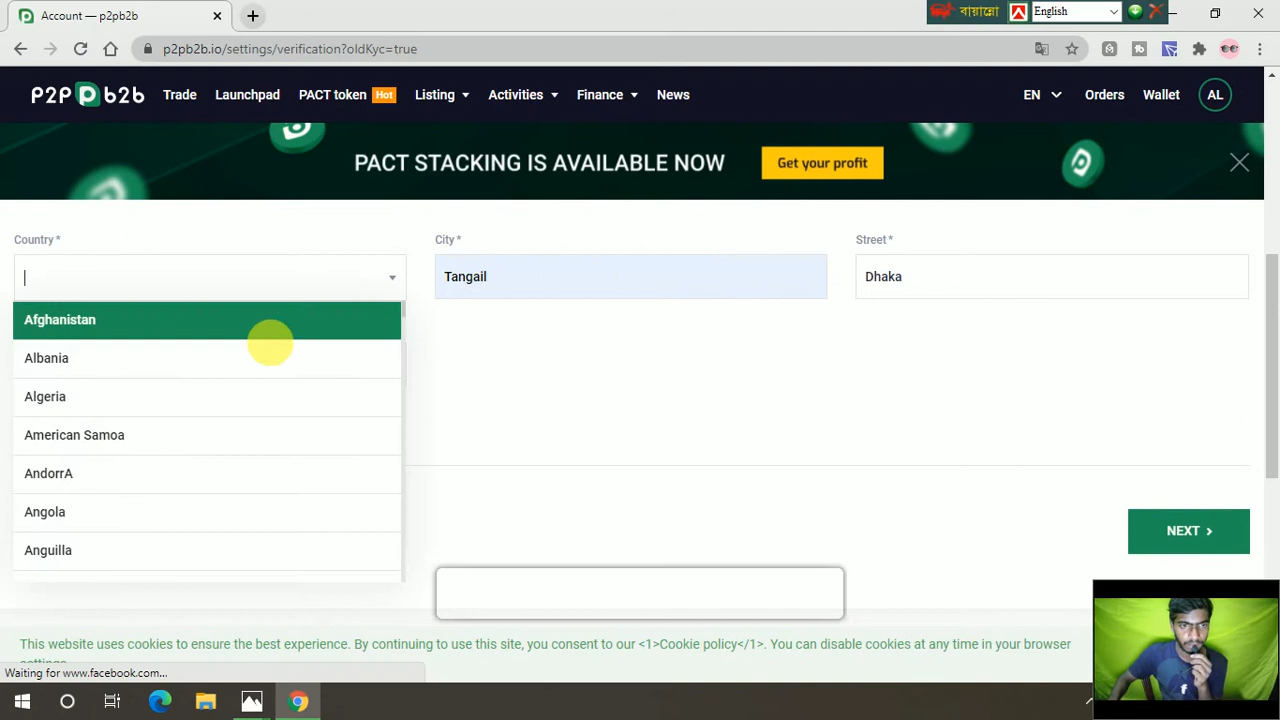 Account — p2pb2b
বায়ান্নো
English
p2pb2b.io/settings/verification?oldKyc=true
P2P b2b
Trade
Launchpad
PACT token Hot
Listing
Activities
Finance
News
EN
Orders
Wallet
AL
PACT STACKING IS AVAILABLE NOW
Get your profit
Country *
City *
Street *
Tangail
Dhaka
Afghanistan
Albania
Algeria
American Samoa
AndorrA
Angola
Anguilla
NEXT
This website uses cookies to ensure the best experience. By continuing to use this site, you consent to our <1>Cookie policy</1>. You can disable cookies at any time in your browser
settings.
Waiting for www.facebook.com...